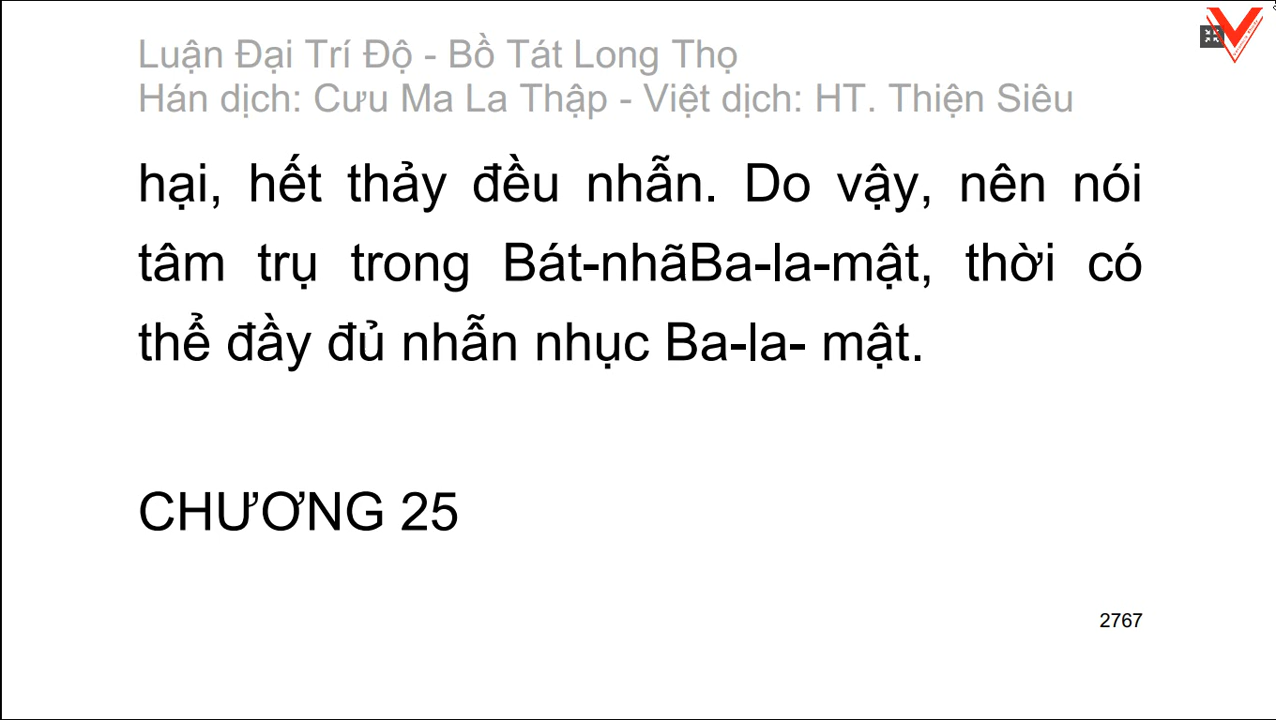 Luận Đại Trí Độ - Bồ Tát Long Thọ
Hán dịch: Cưu Ma La Thập - Việt dịch: HT. Thiện Siêu
hại, hết thảy đều nhẫn. Do vậy, nên nói
tâm trụ trong Bát-nhãBa-la-mật, thời có
thể đầy đủ nhẫn nhục Ba-la- mật.
CHƯƠNG 25
2767